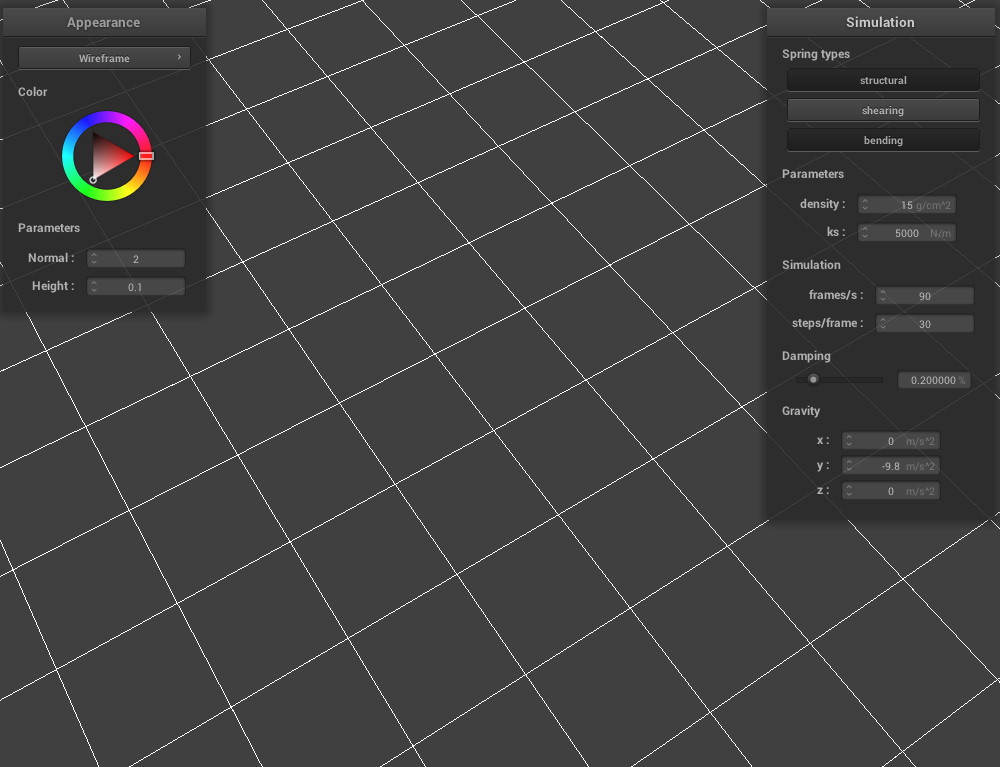 Appearance
Wireframe ›
Color
Parameters
Normal : 2
Height : 0.1
Simulation
Spring types
structural
shearing
bending
Parameters
density : 15 g/cm^2
ks : 5000 N/m
Simulation
frames/s : 90
steps/frame : 30
Damping
0.200000 %
Gravity
x : 0 m/s^2
y : -9.8 m/s^2
z : 0 m/s^2